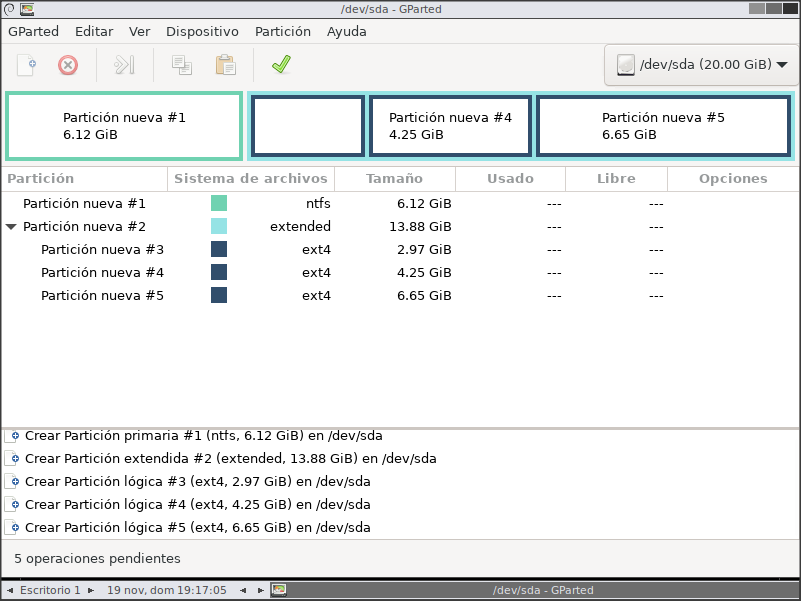 /dev/sda - GParted
GParted Editar Ver Dispositivo Partición Ayuda
/dev/sda (20.00 GiB)
Partición nueva #1
6.12 GiB
Partición nueva #4
4.25 GiB
Partición nueva #5
6.65 GiB
Partición Sistema de archivos Tamaño Usado Libre Opciones
Partición nueva #1 ntfs 6.12 GiB --- ---
Partición nueva #2 extended 13.88 GiB --- ---
Partición nueva #3 ext4 2.97 GiB --- ---
Partición nueva #4 ext4 4.25 GiB --- ---
Partición nueva #5 ext4 6.65 GiB --- ---
Crear Partición primaria #1 (ntfs, 6.12 GiB) en /dev/sda
Crear Partición extendida #2 (extended, 13.88 GiB) en /dev/sda
Crear Partición lógica #3 (ext4, 2.97 GiB) en /dev/sda
Crear Partición lógica #4 (ext4, 4.25 GiB) en /dev/sda
Crear Partición lógica #5 (ext4, 6.65 GiB) en /dev/sda
5 operaciones pendientes
Escritorio 1 19 nov, dom 19:17:05 /dev/sda - GParted